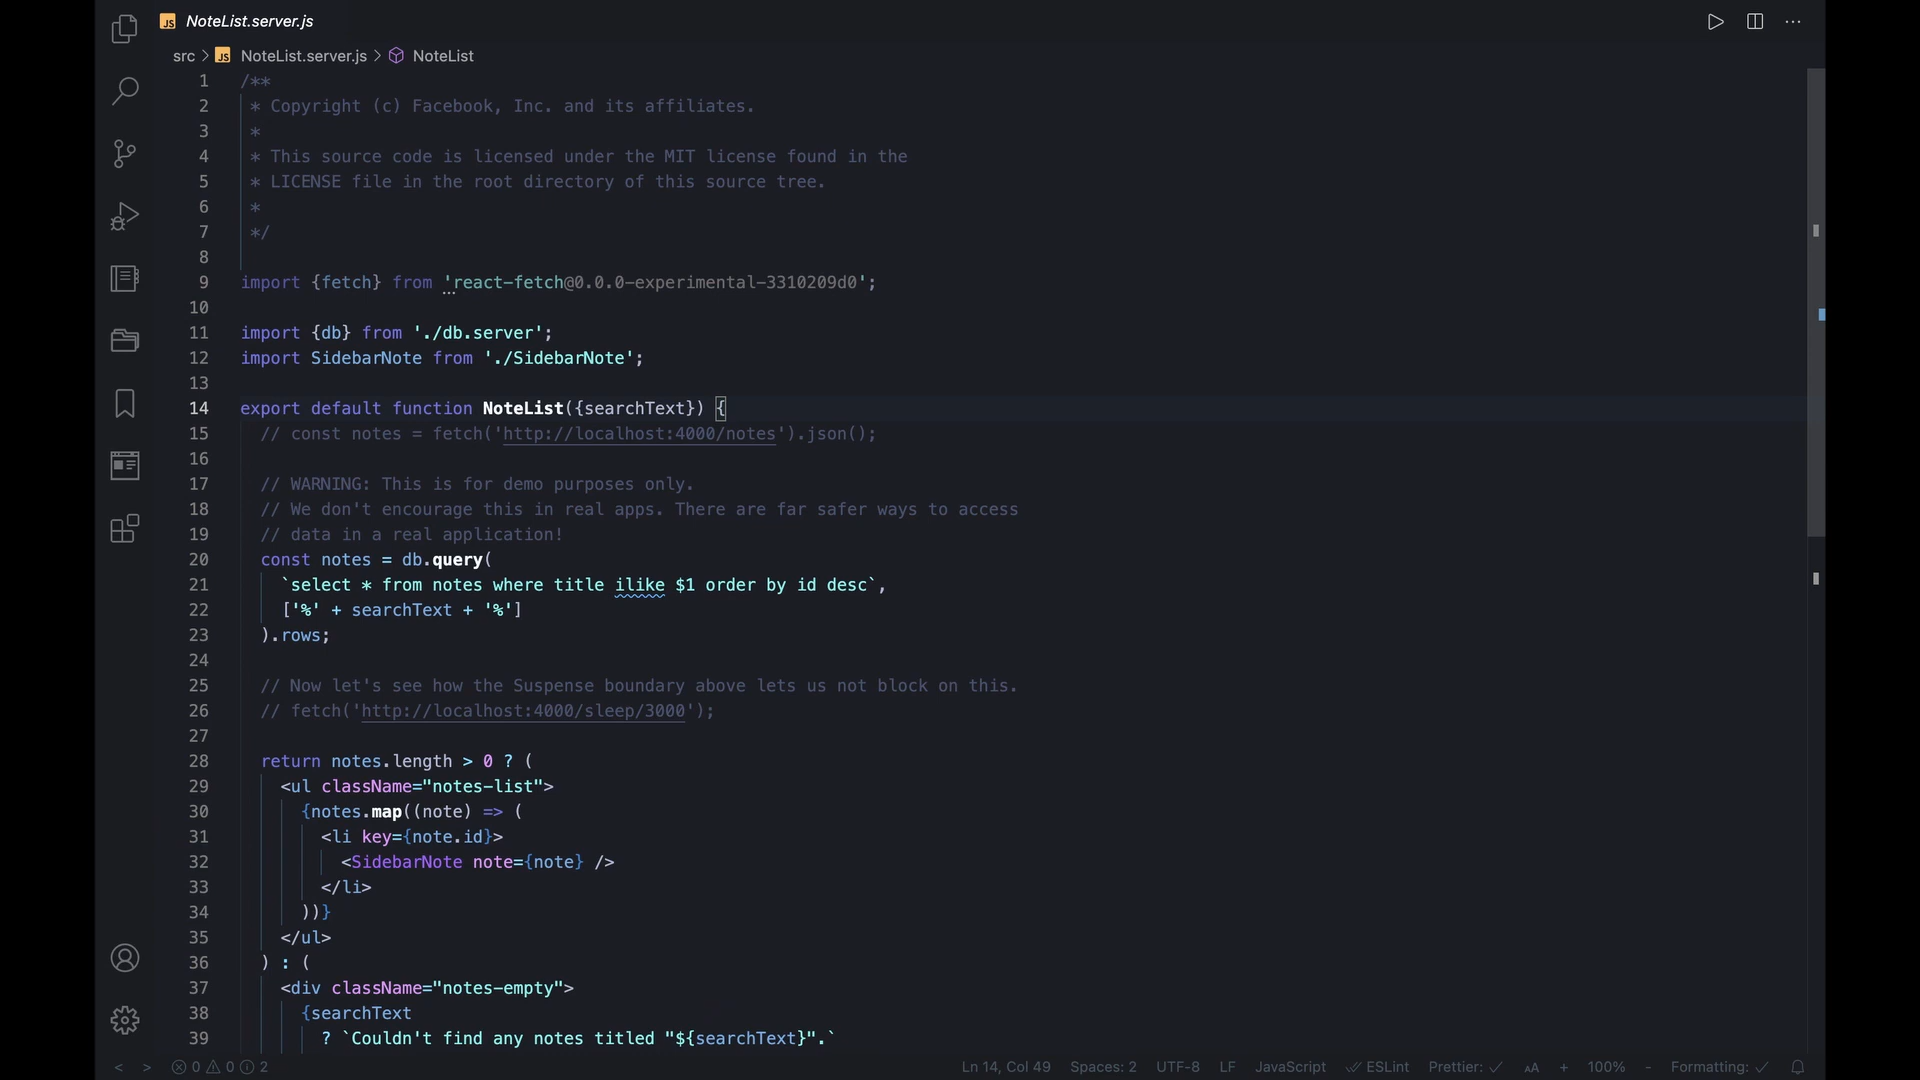 JS NoteList.server.js
src > JS NoteList.server.js > NoteList
1 /**
2 * Copyright (c) Facebook, Inc. and its affiliates.
3 *
4 * This source code is licensed under the MIT license found in the
5 * LICENSE file in the root directory of this source tree.
6 *
7 */
8
9 import {fetch} from 'react-fetch@0.0.0-experimental-3310209d0';
10
11 import {db} from './db.server';
12 import SidebarNote from './SidebarNote';
13
14 export default function NoteList({searchText}) {
15 // const notes = fetch('http://localhost:4000/notes').json();
16
17 // WARNING: This is for demo purposes only.
18 // We don't encourage this in real apps. There are far safer ways to access
19 // data in a real application!
20 const notes = db.query(
21 `select * from notes where title ilike $1 order by id desc`,
22 ['%' + searchText + '%']
23 ).rows;
24
25 // Now let's see how the Suspense boundary above lets us not block on this.
26 // fetch('http://localhost:4000/sleep/3000');
27
28 return notes.length > 0 ? (
29 <ul className="notes-list">
30 {notes.map((note) => (
31 <li key={note.id}>
32 <SidebarNote note={note} />
33 </li>
34 ))}
35 </ul>
36 ) : (
37 <div className="notes-empty">
38 {searchText
39 ? `Couldn't find any notes titled "${searchText}".`
< > 0 0 2 Ln 14, Col 49 Spaces: 2 UTF-8 LF JavaScript ESLint Prettier: ✓ AA + 100% - Formatting: ✓